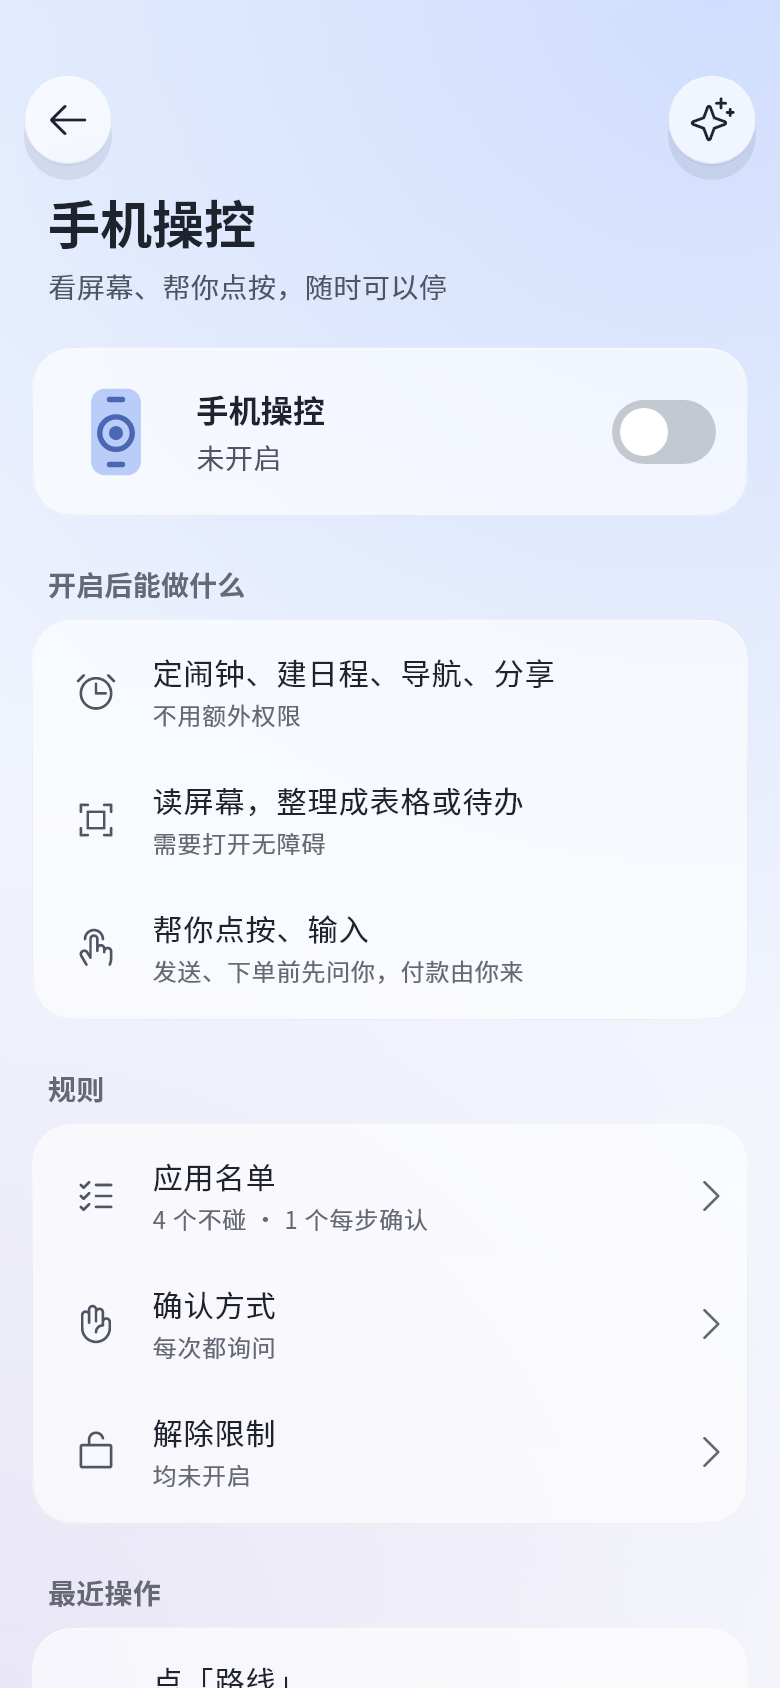 手机操控
看屏幕、帮你点按，随时可以停
手机操控
未开启
开启后能做什么
定闹钟、建日程、导航、分享
不用额外权限
读屏幕，整理成表格或待办
需要打开无障碍
帮你点按、输入
发送、下单前先问你，付款由你来
规则
应用名单
4 个不碰 · 1 个每步确认
确认方式
每次都询问
解除限制
均未开启
最近操作
点「路线」